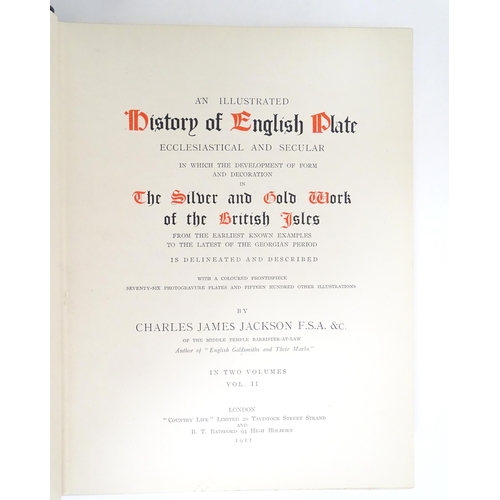 AN ILLUSTRATED
History of English Plate
ECCLESIASTICAL AND SECULAR
IN WHICH THE DEVELOPMENT OF FORM
AND DECORATION
IN
The Silver and Gold Work
of the British Isles
FROM THE EARLIEST KNOWN EXAMPLES
TO THE LATEST OF THE GEORGIAN PERIOD
IS DELINEATED AND DESCRIBED
WITH A COLOURED FRONTISPIECE
SEVENTY-SIX PHOTOGRAVURE PLATES AND FIFTEEN HUNDRED OTHER ILLUSTRATIONS
BY
CHARLES JAMES JACKSON F.S.A. &C.
OF THE MIDDLE TEMPLE BARRISTER-AT-LAW
Author of "English Goldsmiths and Their Marks"
IN TWO VOLUMES
VOL. II
LONDON
"COUNTRY LIFE" LIMITED 20 TAVISTOCK STREET STRAND
AND
B. T. BATSFORD 94 HIGH HOLBORN
1911